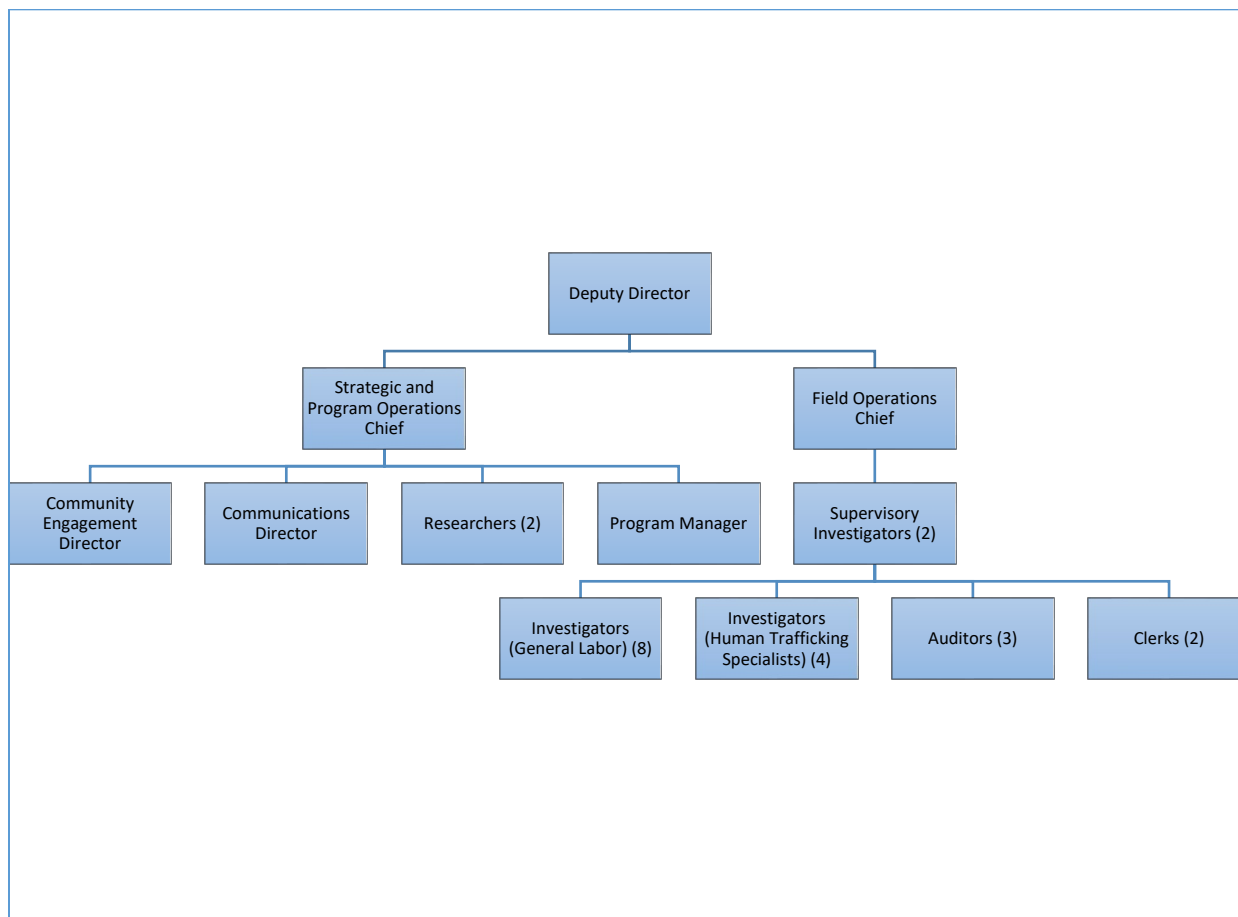 Deputy Director
Strategic and
Program Operations
Chief
Field Operations
Chief
Community
Engagement
Director
Communications
Director
Researchers (2)
Program Manager
Supervisory
Investigators (2)
Investigators
(General Labor) (8)
Investigators
(Human Trafficking
Specialists) (4)
Auditors (3)
Clerks (2)